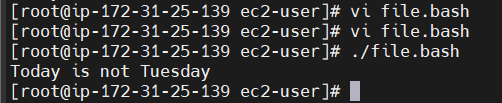 [root@ip-172-31-25-139 ec2-user]# vi file.bash
[root@ip-172-31-25-139 ec2-user]# vi file.bash
[root@ip-172-31-25-139 ec2-user]# ./file.bash
Today is not Tuesday
[root@ip-172-31-25-139 ec2-user]#